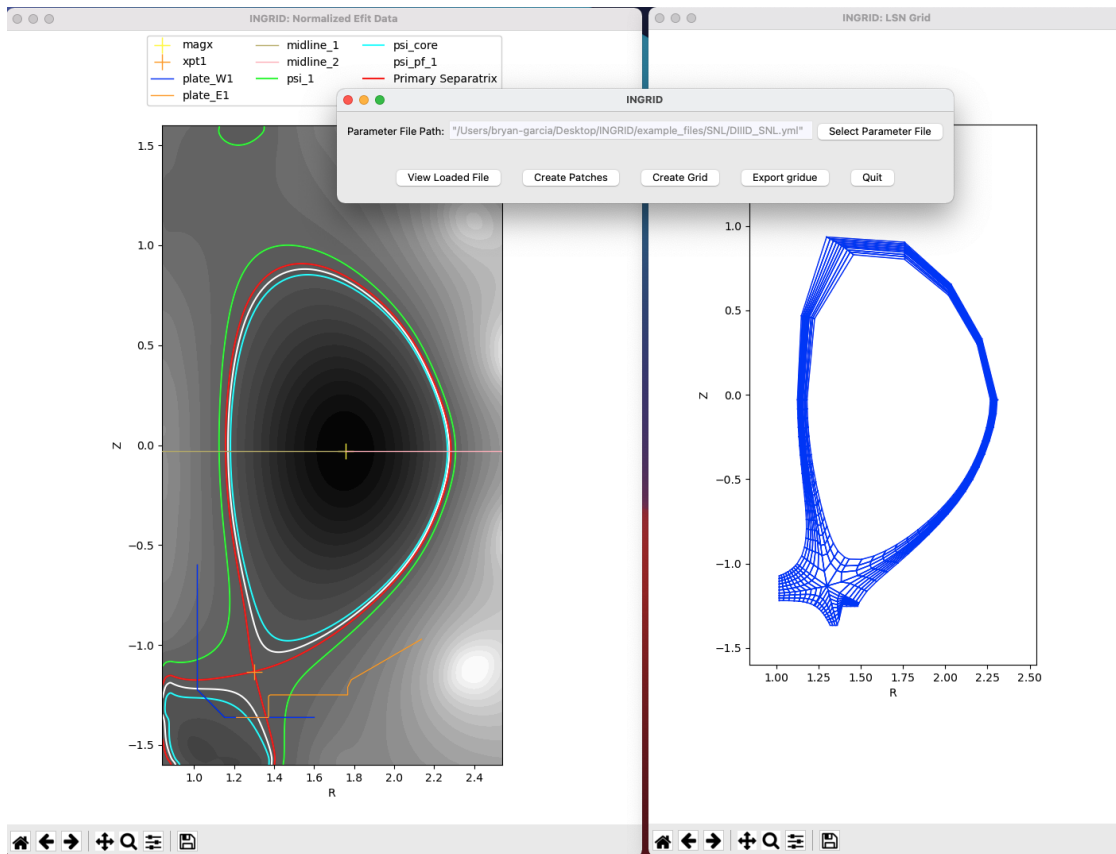 INGRID: Normalized Efit Data
magx
midline_1
psi_core
xpt1
midline_2
psi_pf_1
plate_W1
psi_1
Primary Separatrix
plate_E1
1.5
1.0
0.5
0.0
−0.5
−1.0
−1.5
Z
1.0 1.2 1.4 1.6 1.8 2.0 2.2 2.4
R
INGRID
Parameter File Path: "/Users/bryan-garcia/Desktop/INGRID/example_files/SNL/DIIID_SNL.yml" Select Parameter File
View Loaded File Create Patches Create Grid Export gridue Quit
INGRID: LSN Grid
1.0
0.5
0.0
−0.5
−1.0
−1.5
Z
1.00 1.25 1.50 1.75 2.00 2.25 2.50
R